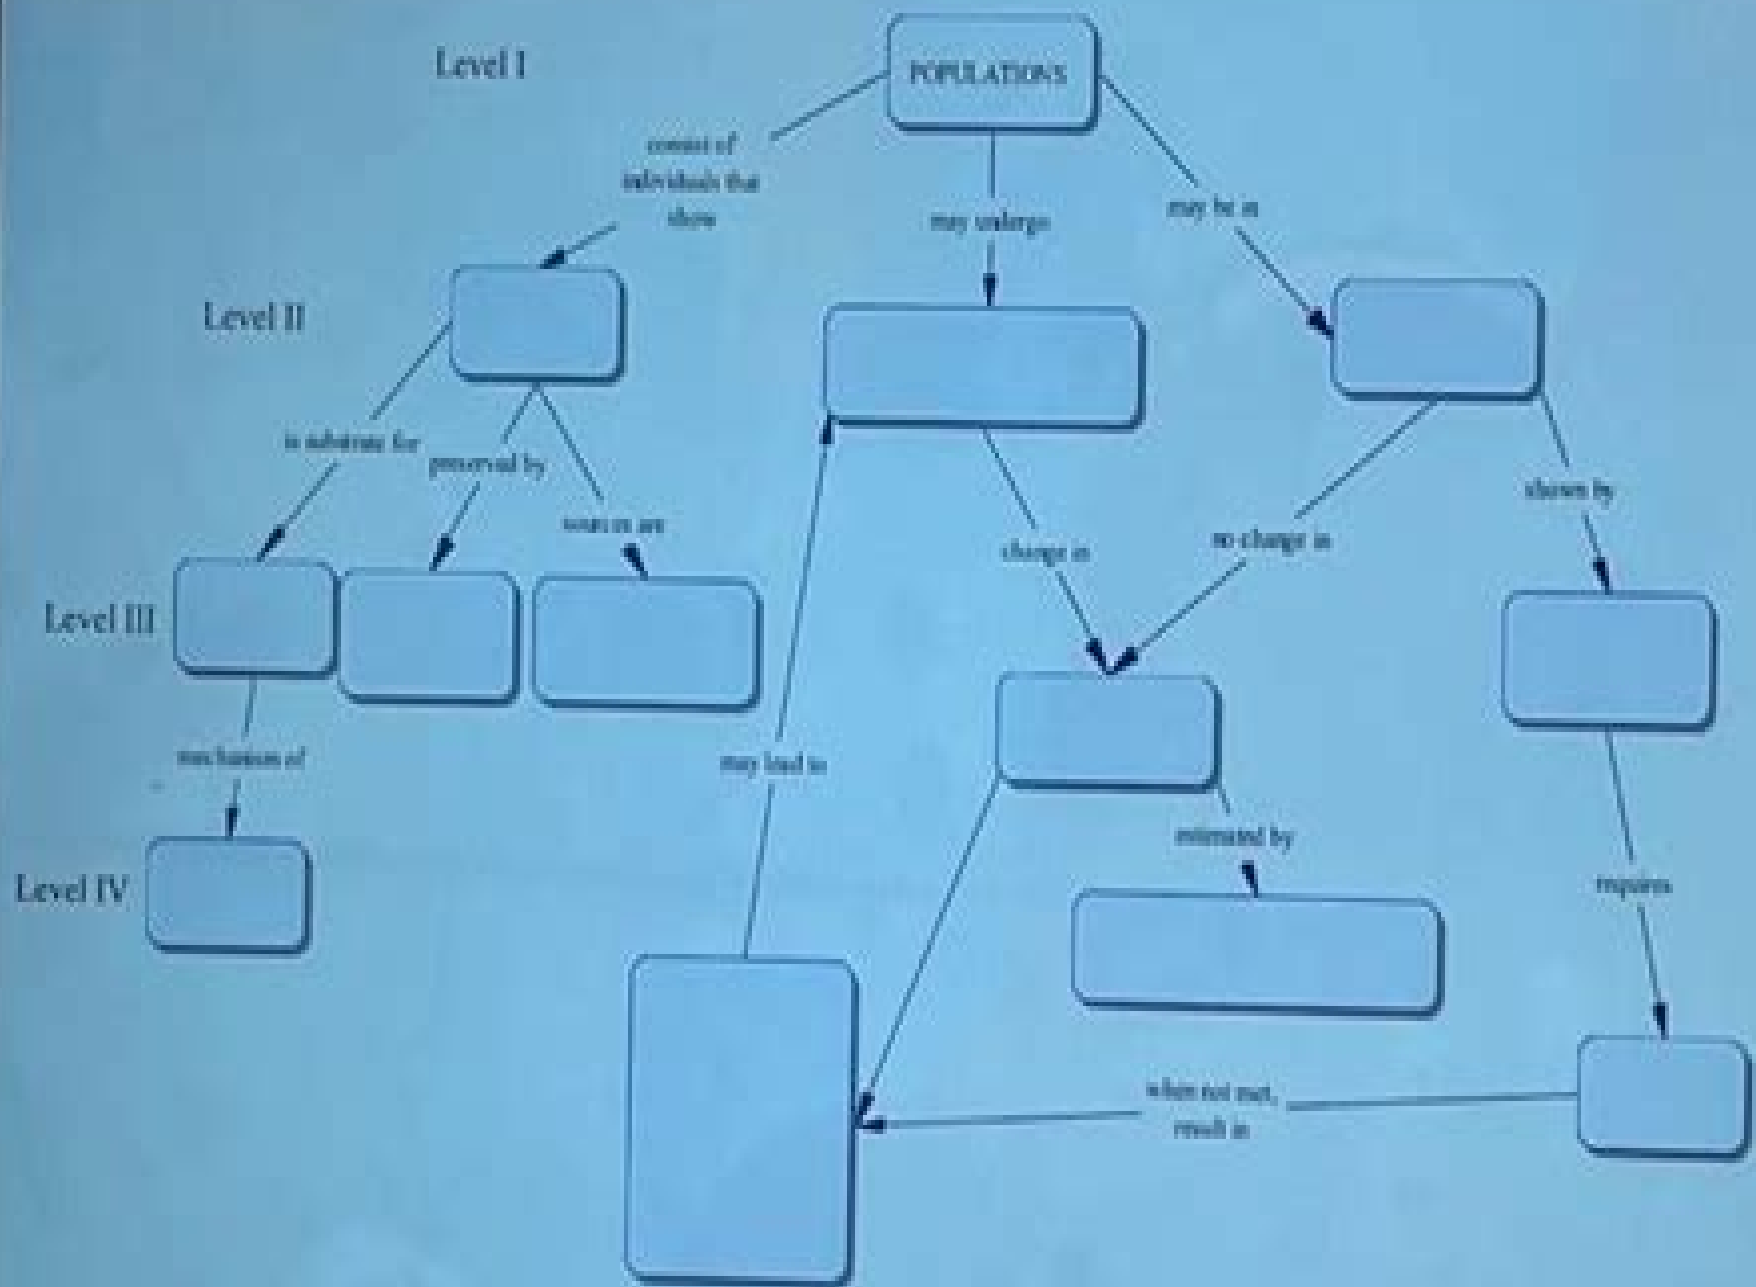 Level I
POPULATIONS
consist of
individuals that
show
may undergo
may be in
Level II
is substrate for
preserved by
sources are
change in
no change in
shown by
Level III
mechanism of
may lead to
estimated by
Level IV
requires
when not met,
result in